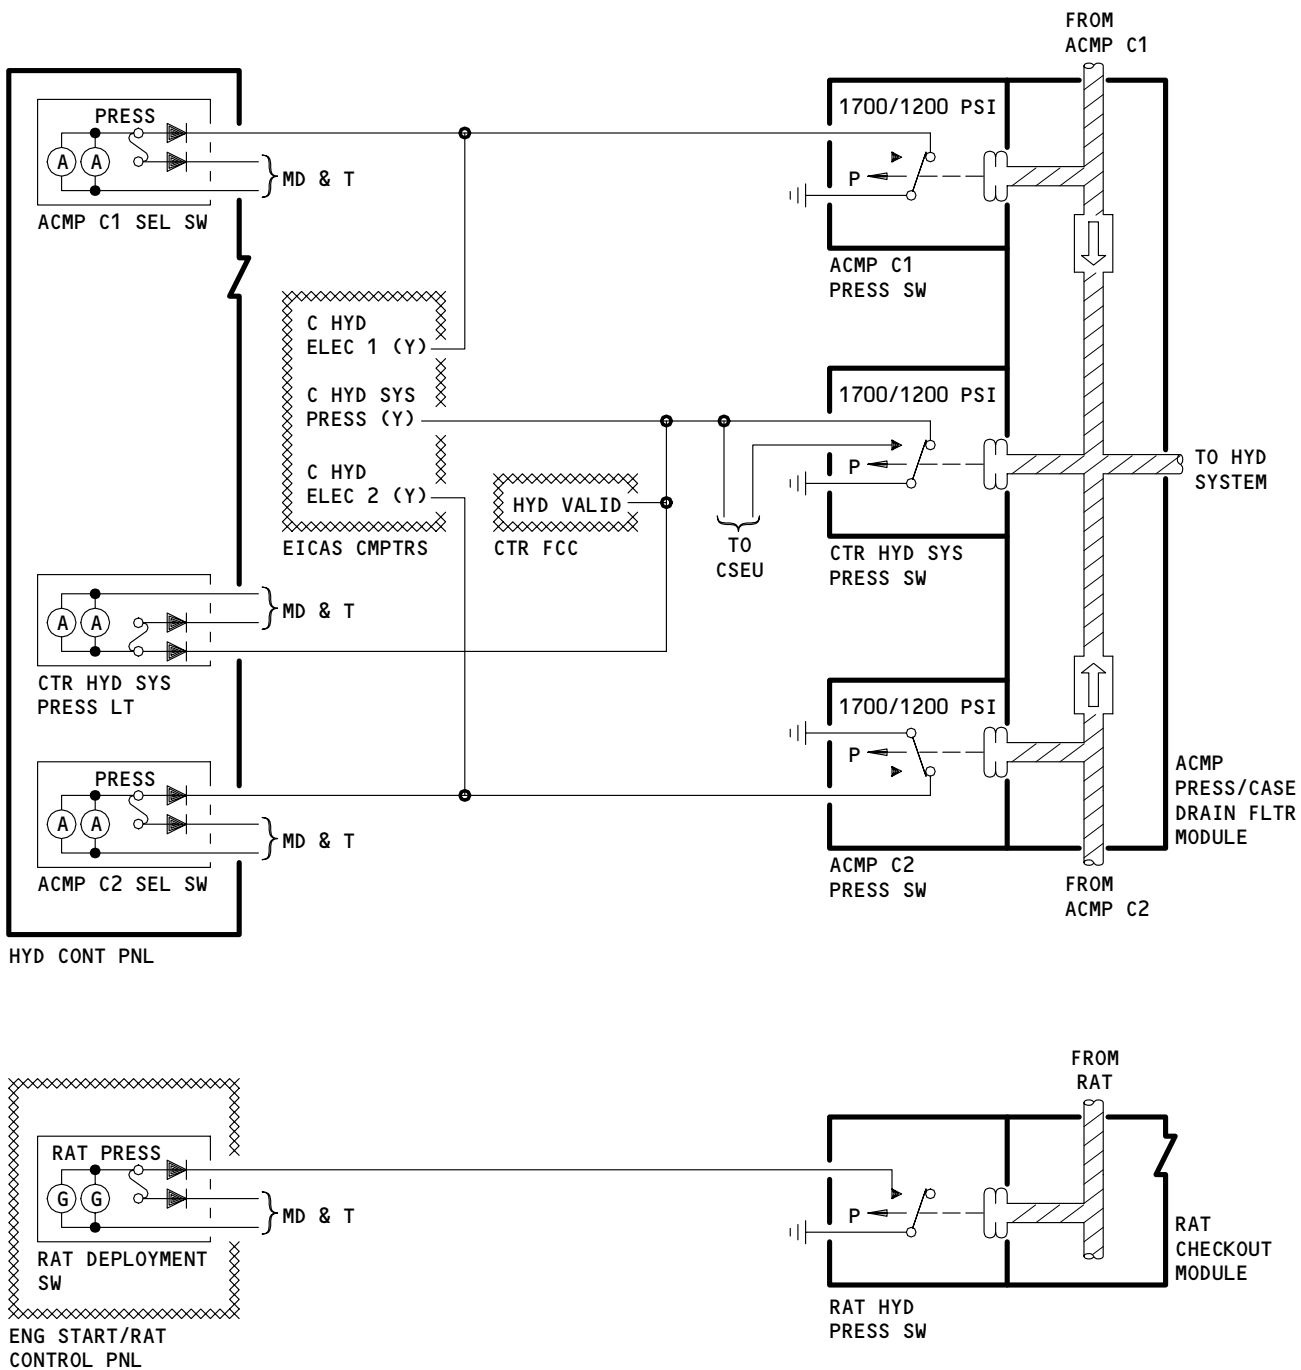 FROM
ACMP C1
PRESS
A
A
MD & T
ACMP C1 SEL SW
1700/1200 PSI
P
ACMP C1
PRESS SW
C HYD
ELEC 1 (Y)
C HYD SYS
PRESS (Y)
C HYD
ELEC 2 (Y)
EICAS CMPTRS
HYD VALID
CTR FCC
TO
CSEU
1700/1200 PSI
P
CTR HYD SYS
PRESS SW
TO HYD
SYSTEM
A
A
MD & T
CTR HYD SYS
PRESS LT
1700/1200 PSI
P
ACMP C2
PRESS SW
ACMP
PRESS/CASE
DRAIN FLTR
MODULE
PRESS
A
A
MD & T
ACMP C2 SEL SW
FROM
ACMP C2
HYD CONT PNL
FROM
RAT
RAT PRESS
G
G
MD & T
RAT DEPLOYMENT
SW
P
RAT
CHECKOUT
MODULE
RAT HYD
PRESS SW
ENG START/RAT
CONTROL PNL